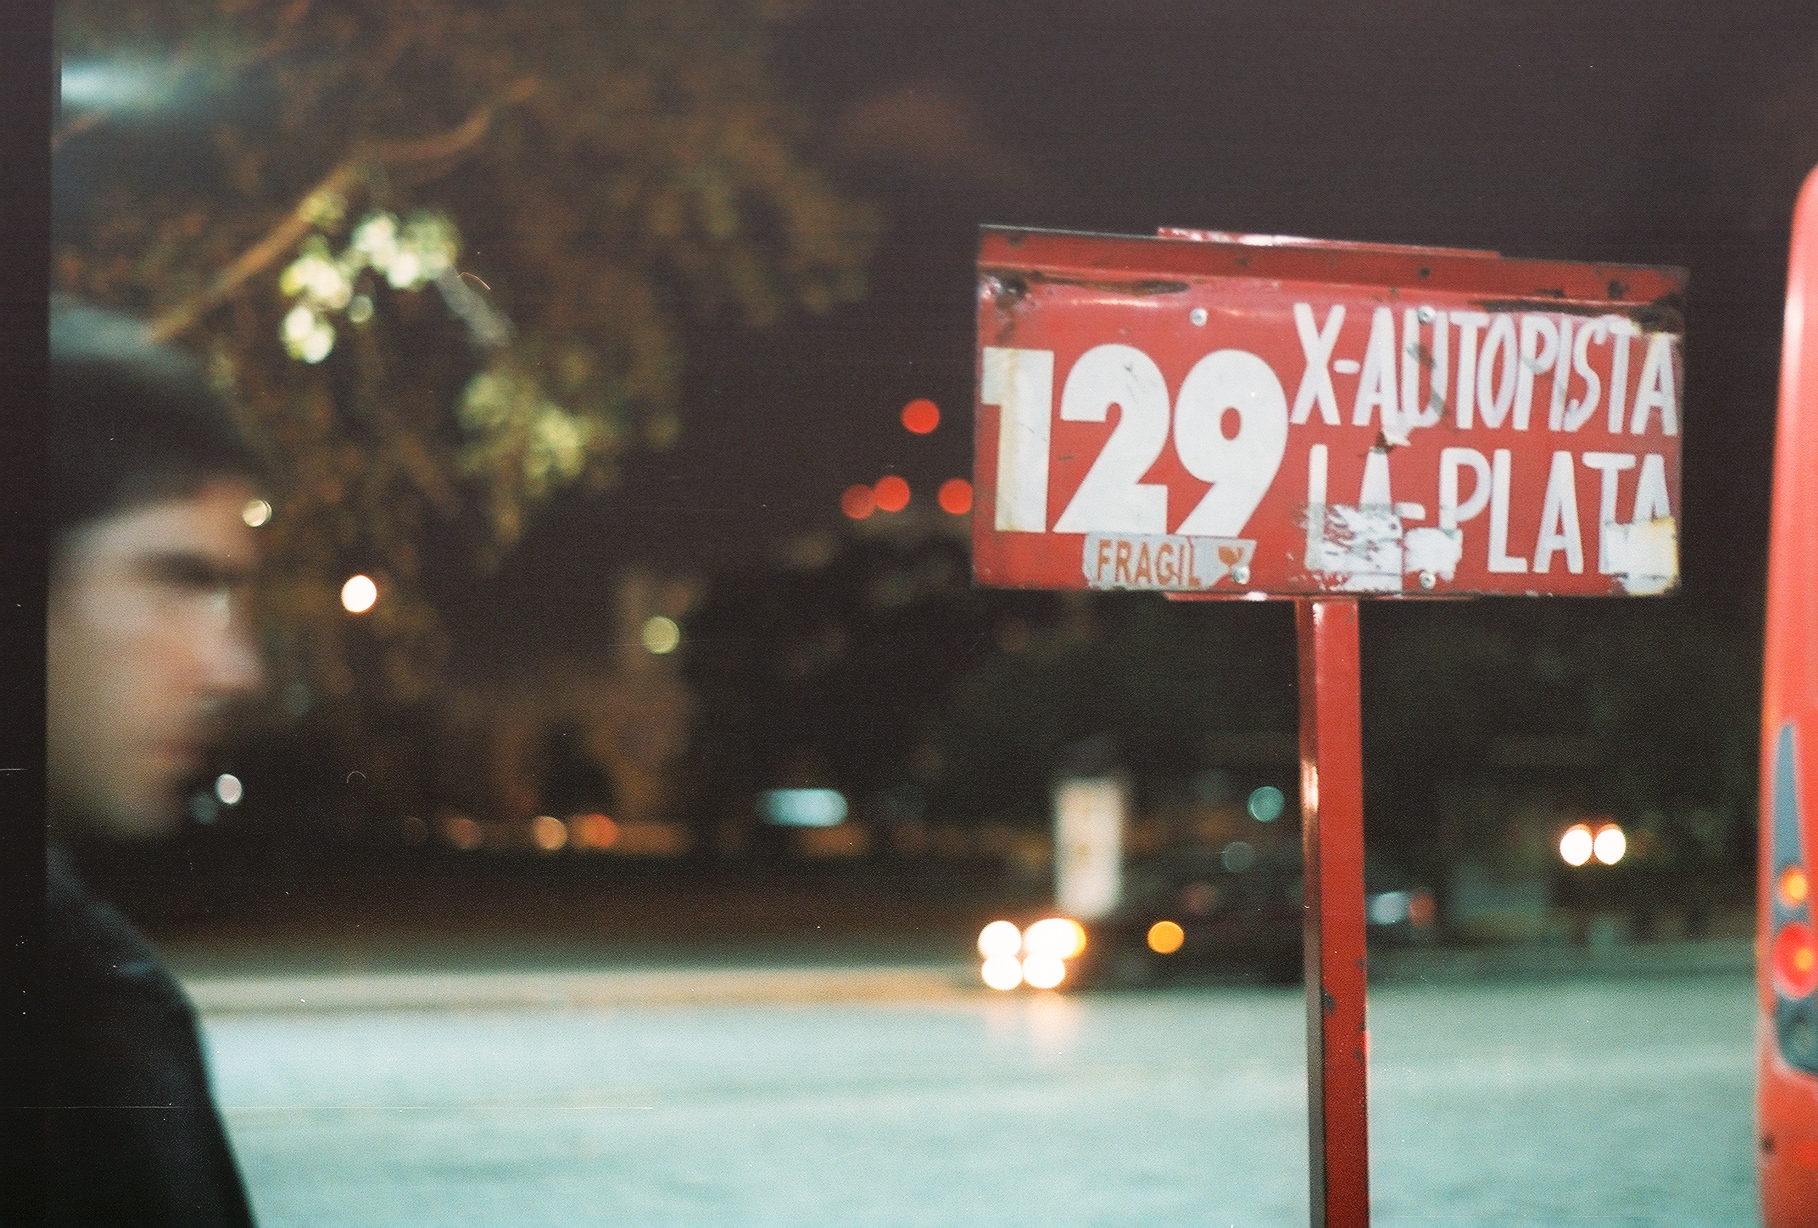 129
X-AUTOPISTA
LA-PLATA
FRAGIL